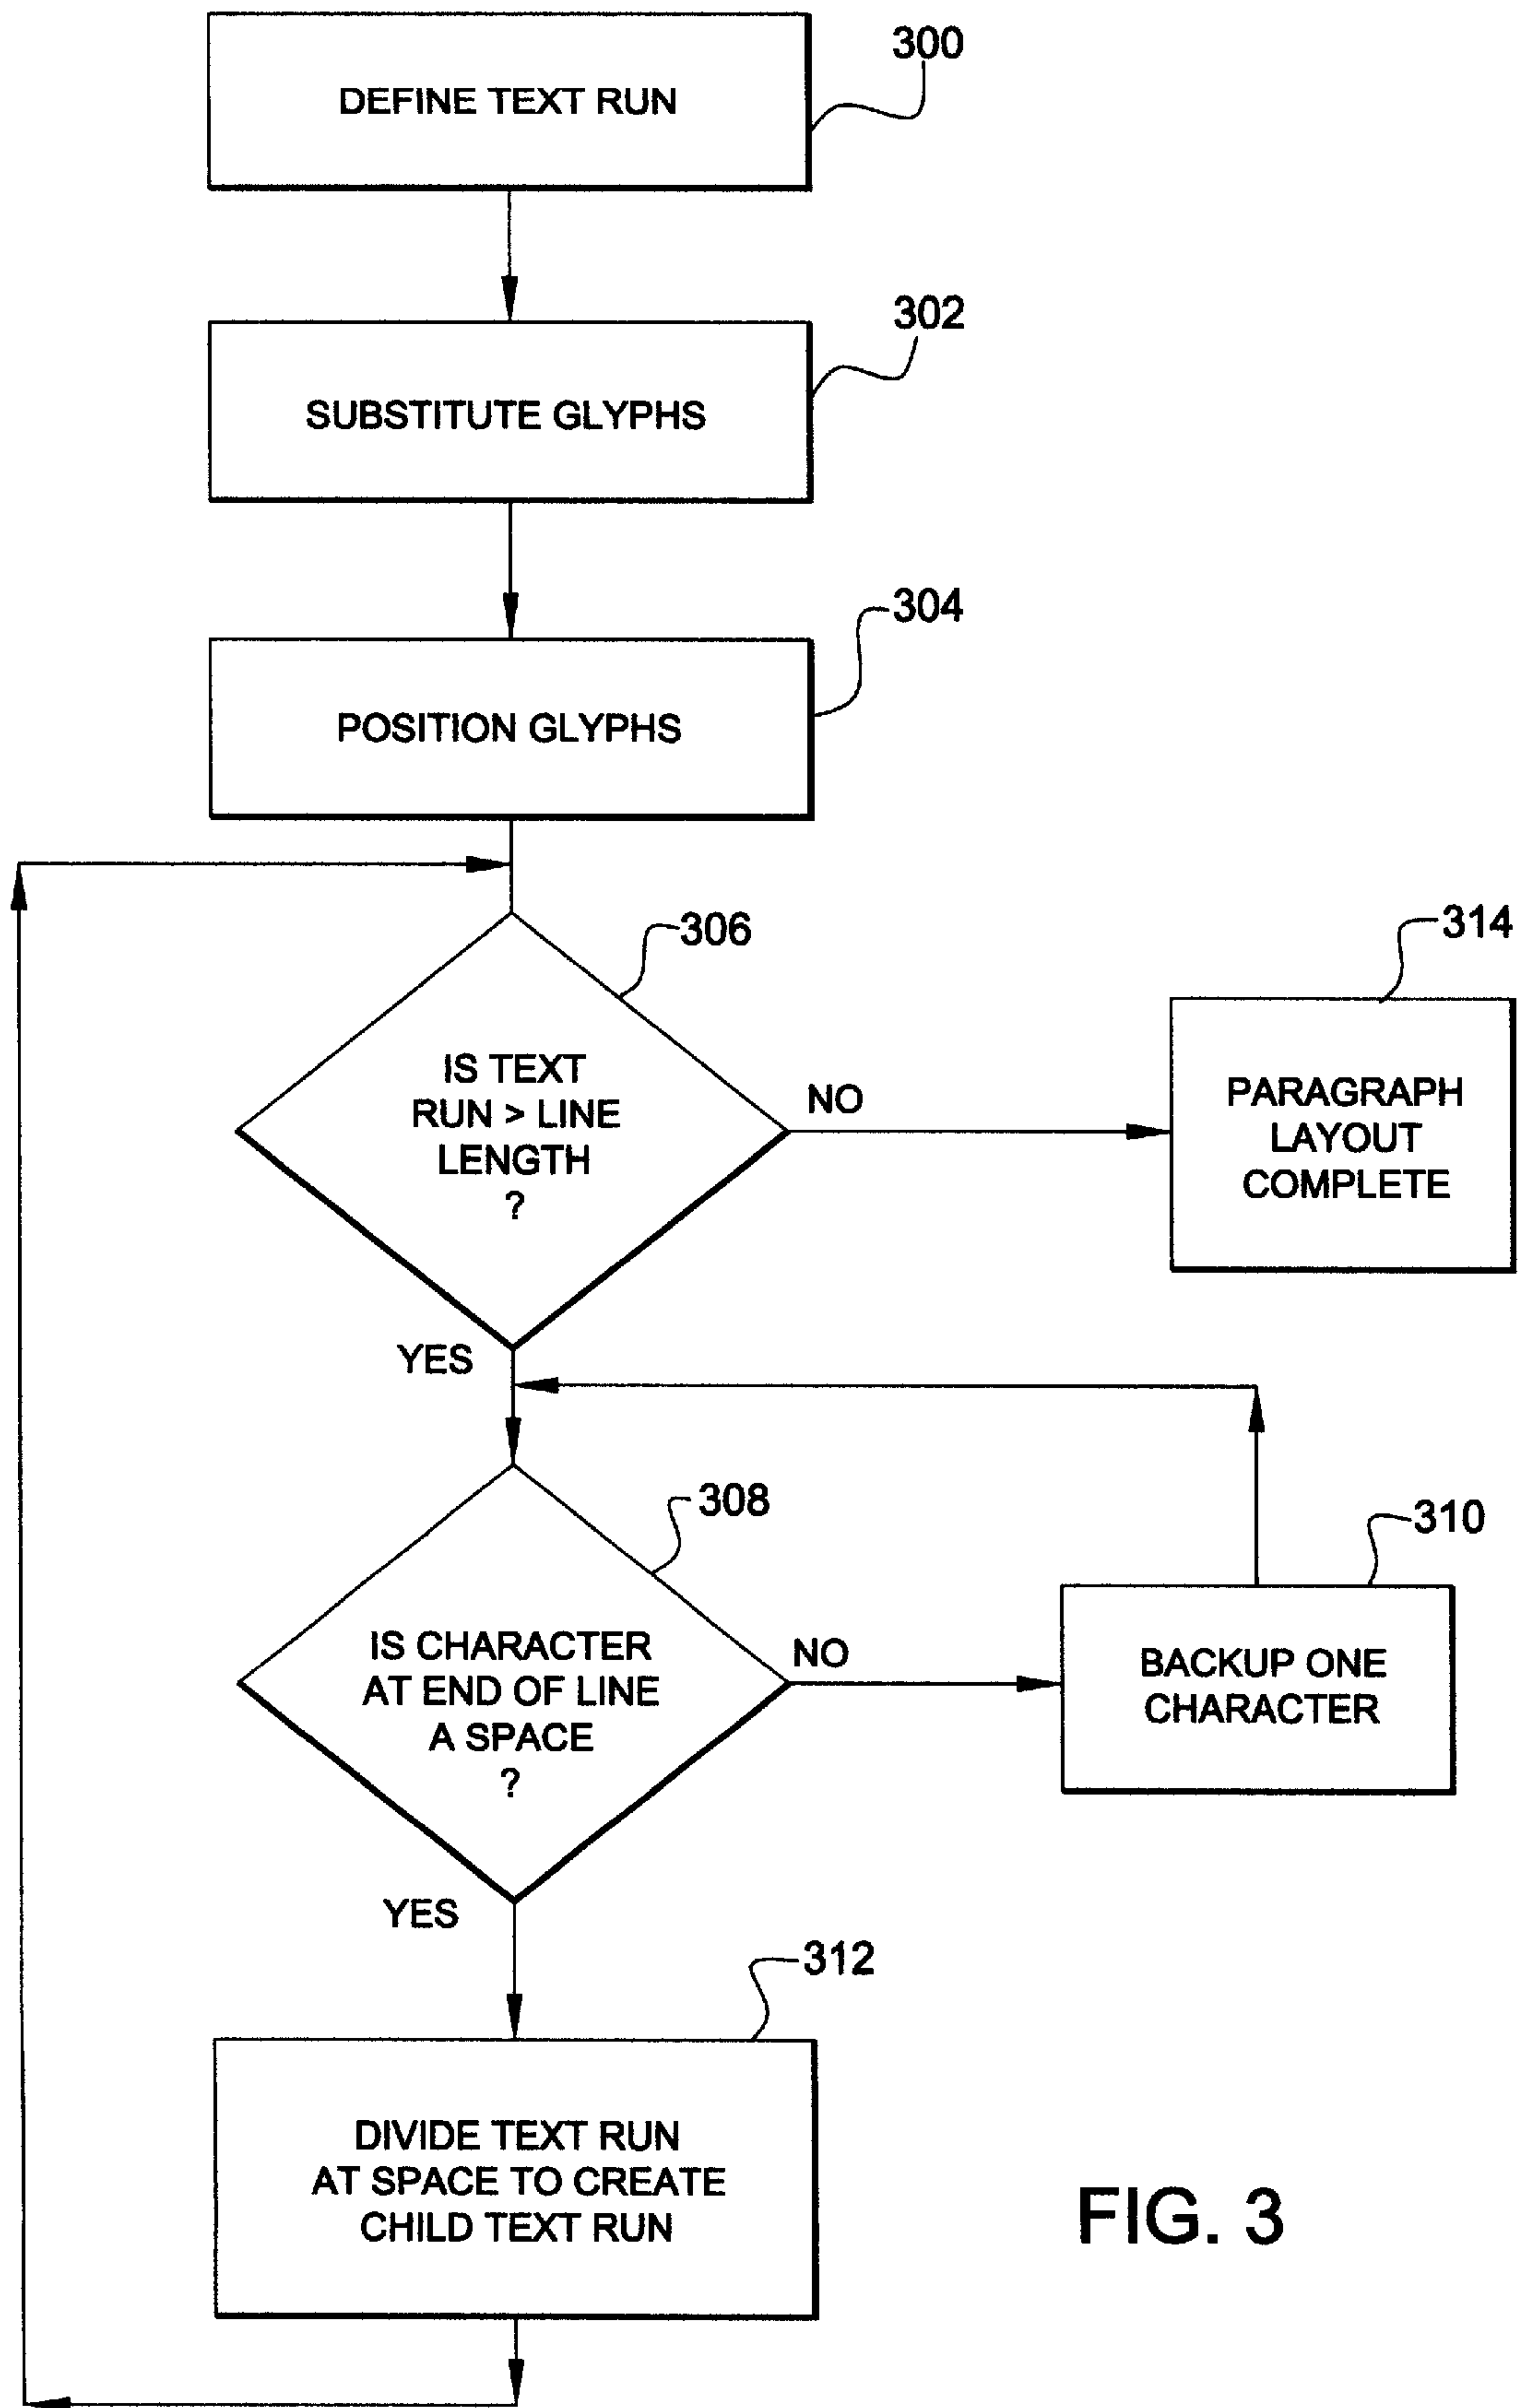 300
DEFINE TEXT RUN
302
SUBSTITUTE GLYPHS
304
POSITION GLYPHS
306
314
IS TEXT
RUN > LINE
LENGTH
?
NO
PARAGRAPH
LAYOUT
COMPLETE
YES
308
310
IS CHARACTER
AT END OF LINE
A SPACE
?
NO
BACKUP ONE
CHARACTER
YES
312
DIVIDE TEXT RUN
AT SPACE TO CREATE
CHILD TEXT RUN
FIG. 3